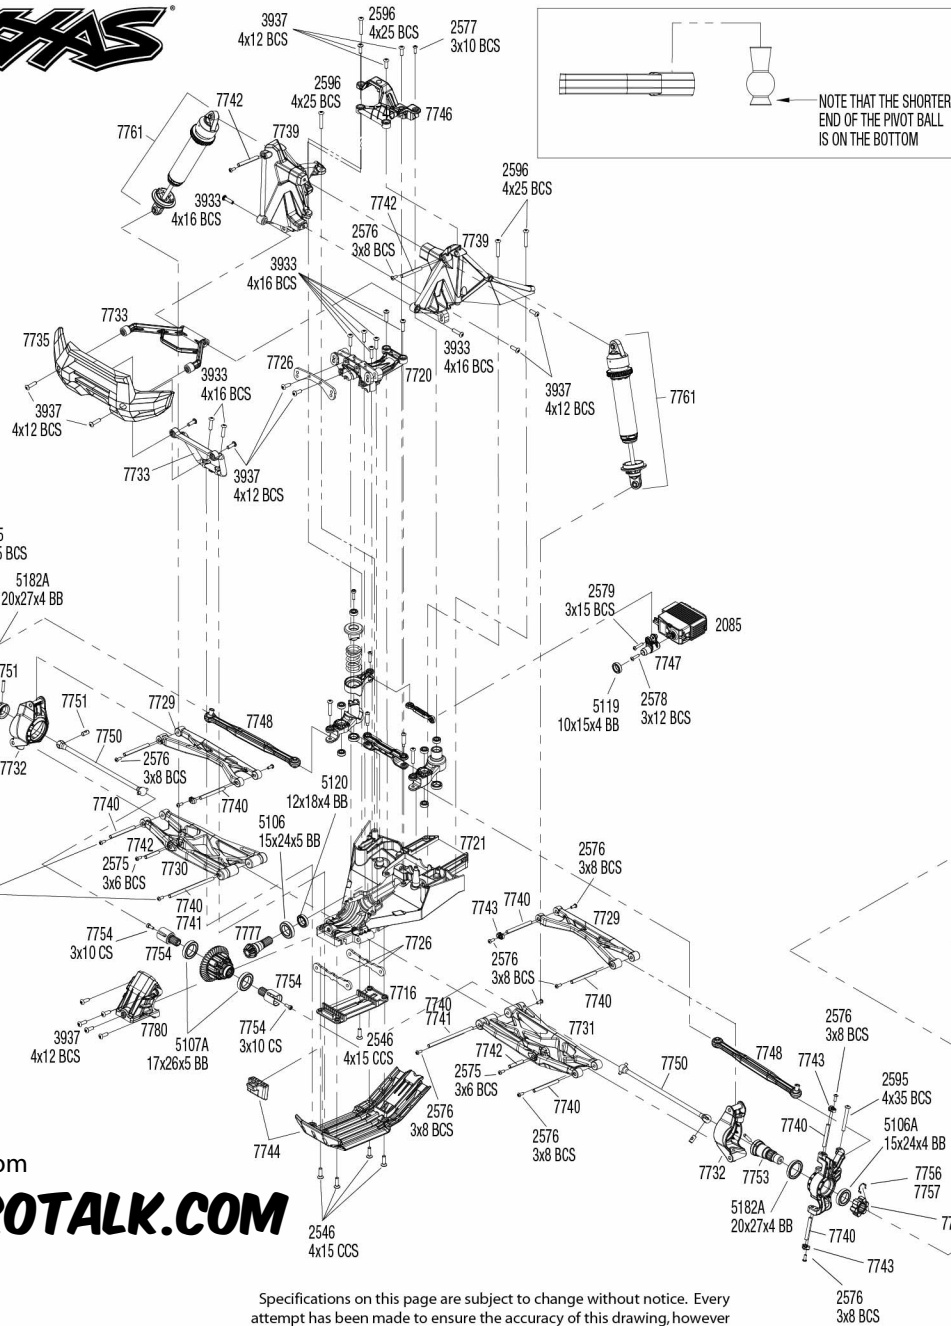 3937
4x12 BCS
2596
4x25 BCS
2577
3x10 BCS
2596
4x25 BCS
7746
7742
7761
7739
NOTE THAT THE SHORTER
END OF THE PIVOT BALL
IS ON THE BOTTOM
3933
4x16 BCS
7742
2596
4x25 BCS
2576
3x8 BCS
7739
3933
4x16 BCS
7733
7735
7726
7720
3933
4x16 BCS
3933
4x16 BCS
3937
4x12 BCS
7761
3937
4x12 BCS
7733
3937
4x12 BCS
5 BCS
5182A
20x27x4 BB
2579
3x15 BCS
2085
7747
5119
10x15x4 BB
2578
3x12 BCS
751
7751
7729
7748
7750
7732
2576
3x8 BCS
7740
7740
5120
12x18x4 BB
5106
15x24x5 BB
7742
2575
3x6 BCS
7730
7721
2576
3x8 BCS
7740
7741
7743
7740
7729
7754
3x10 CS
7754
7777
7726
2576
3x8 BCS
7754
7716
7740
7740
7741
7731
3937
4x12 BCS
7780
5107A
17x26x5 BB
7754
3x10 CS
2546
4x15 CCS
7742
2575
3x6 BCS
7750
7748
2576
3x8 BCS
7743
2595
4x35 BCS
7740
2576
3x8 BCS
7740
5106A
15x24x4 BB
7744
2576
3x8 BCS
7732
7753
7756
7757
5182A
20x27x4 BB
7740
7743
2576
3x8 BCS
om
OTALK.COM
2546
4x15 CCS
Specifications on this page are subject to change without notice. Every
attempt has been made to ensure the accuracy of this drawing, however